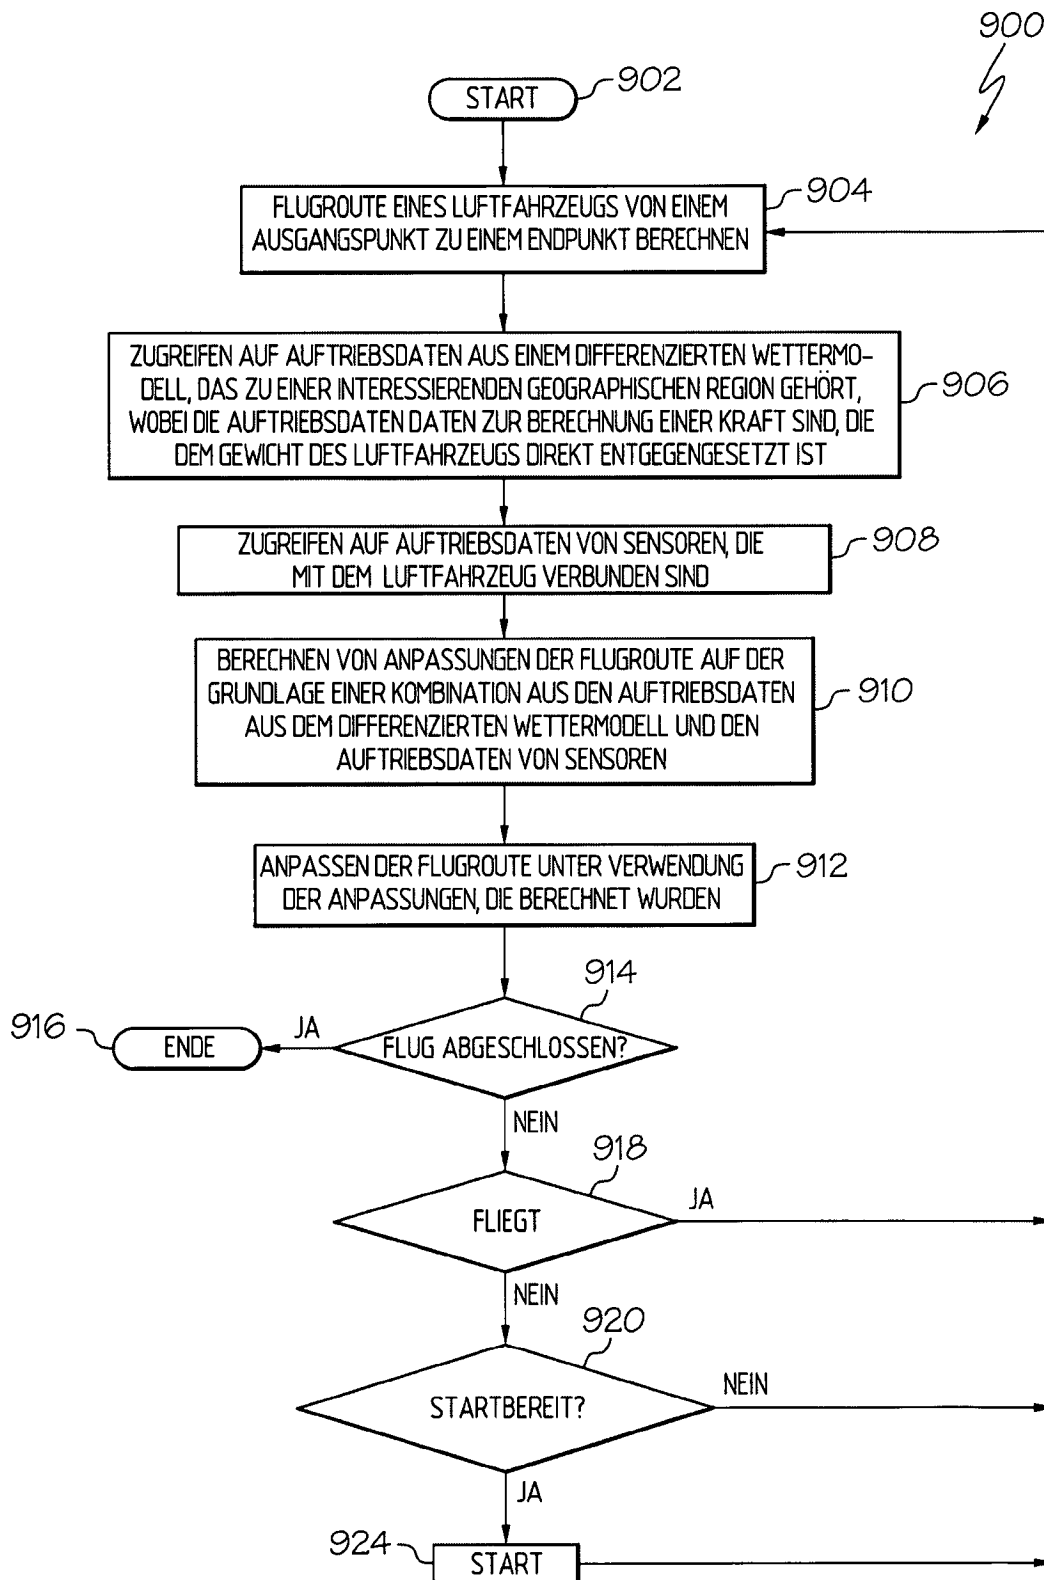 900
START
902
FLUGROUTE EINES LUFTFAHRZEUGS VON EINEM
AUSGANGSPUNKT ZU EINEM ENDPUNKT BERECHNEN
904
ZUGREIFEN AUF AUFTRIEBSDATEN AUS EINEM DIFFERENZIERTEN WETTERMO-
DELL, DAS ZU EINER INTERESSIERENDEN GEOGRAPHISCHEN REGION GEHÖRT,
WOBEI DIE AUFTRIEBSDATEN DATEN ZUR BERECHNUNG EINER KRAFT SIND, DIE
DEM GEWICHT DES LUFTFAHRZEUGS DIREKT ENTGEGENGESETZT IST
906
ZUGREIFEN AUF AUFTRIEBSDATEN VON SENSOREN, DIE
MIT DEM LUFTFAHRZEUG VERBUNDEN SIND
908
BERECHNEN VON ANPASSUNGEN DER FLUGROUTE AUF DER
GRUNDLAGE EINER KOMBINATION AUS DEN AUFTRIEBSDATEN
AUS DEM DIFFERENZIERTEN WETTERMODELL UND DEN
AUFTRIEBSDATEN VON SENSOREN
910
ANPASSEN DER FLUGROUTE UNTER VERWENDUNG
DER ANPASSUNGEN, DIE BERECHNET WURDEN
912
914
FLUG ABGESCHLOSSEN?
JA
ENDE
916
NEIN
918
FLIEGT
JA
NEIN
920
STARTBEREIT?
NEIN
JA
924
START